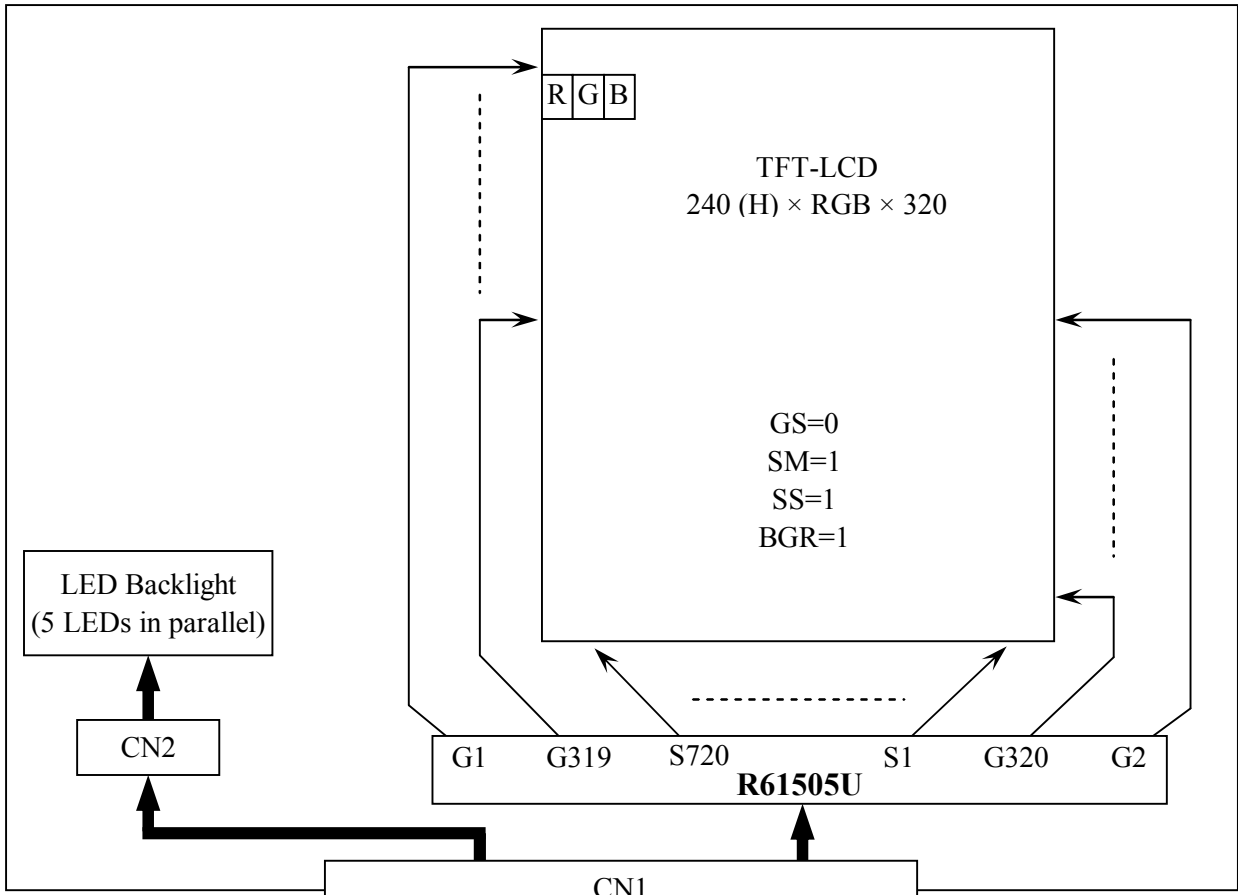 R G B
TFT-LCD
240 (H) × RGB × 320
GS=0
SM=1
SS=1
BGR=1
LED Backlight
(5 LEDs in parallel)
CN2
G1 G319 S720 S1 G320 G2
R61505U
CN1